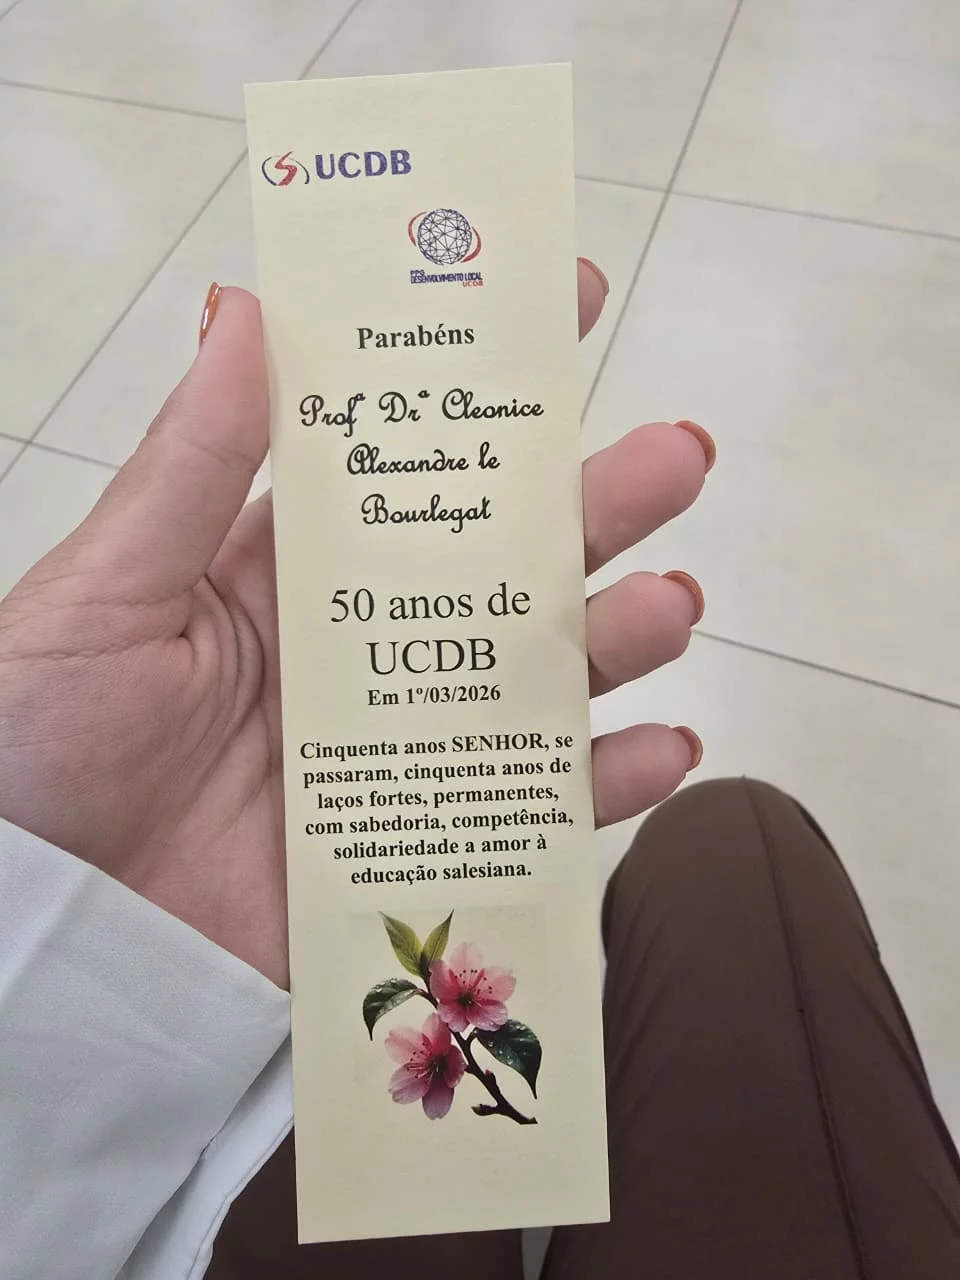 UCDB
PPG
DESENVOLVIMENTO LOCAL
UCDB
Parabéns
Profª Drª Cleonice
Alexandre le
Bourlegat
50 anos de
UCDB
Em 1º/03/2026
Cinquenta anos SENHOR, se
passaram, cinquenta anos de
laços fortes, permanentes,
com sabedoria, competência,
solidariedade a amor à
educação salesiana.